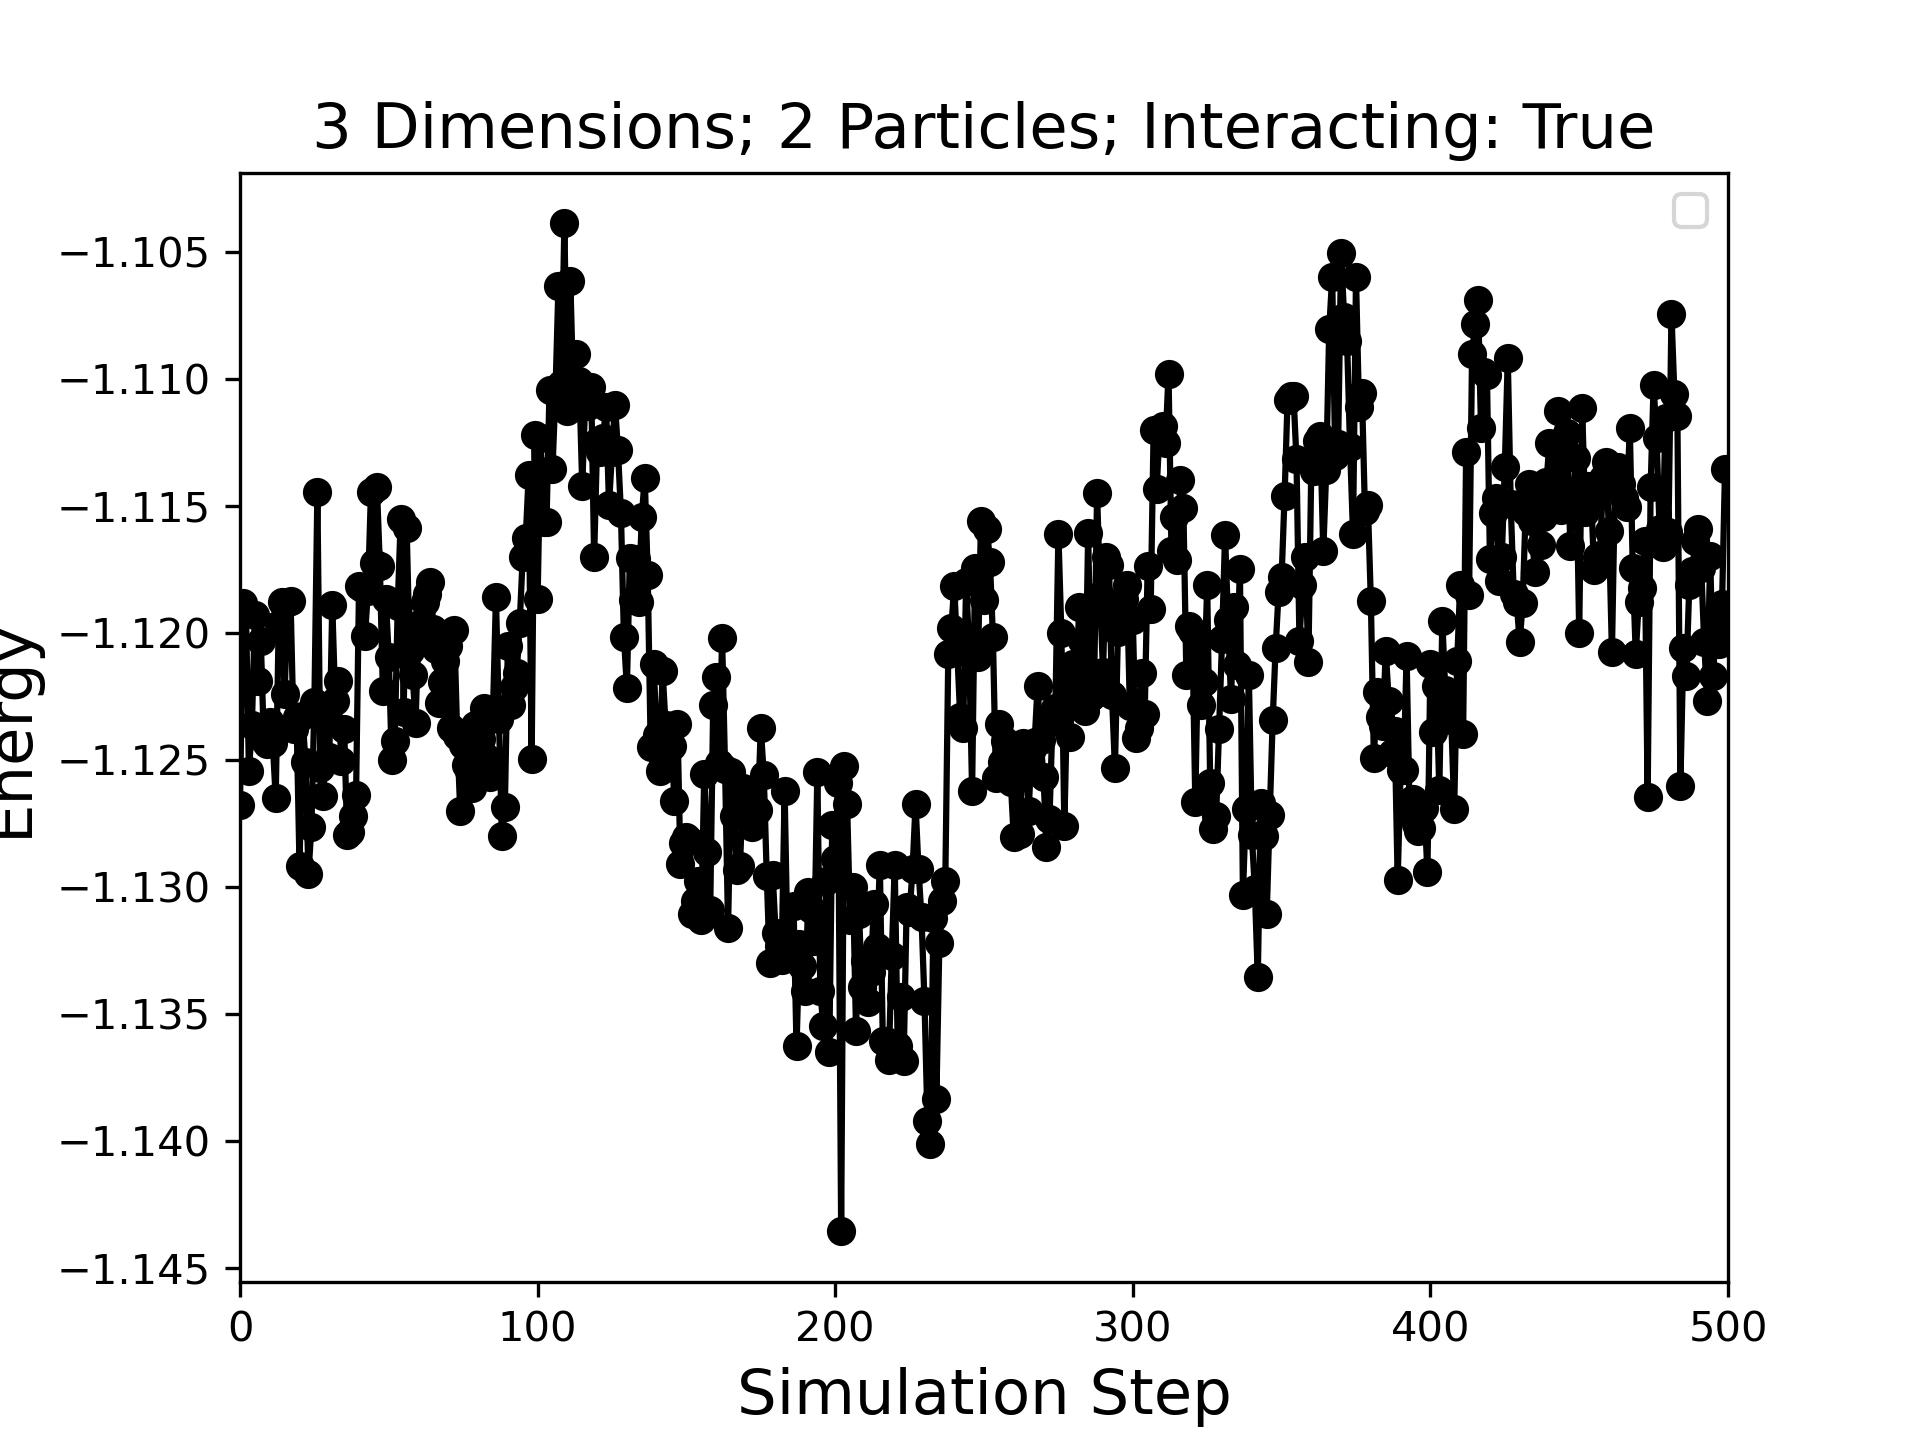 3 Dimensions; 2 Particles; Interacting: True
Energy
−1.105
−1.110
−1.115
−1.120
−1.125
−1.130
−1.135
−1.140
−1.145
0 100 200 300 400 500
Simulation Step